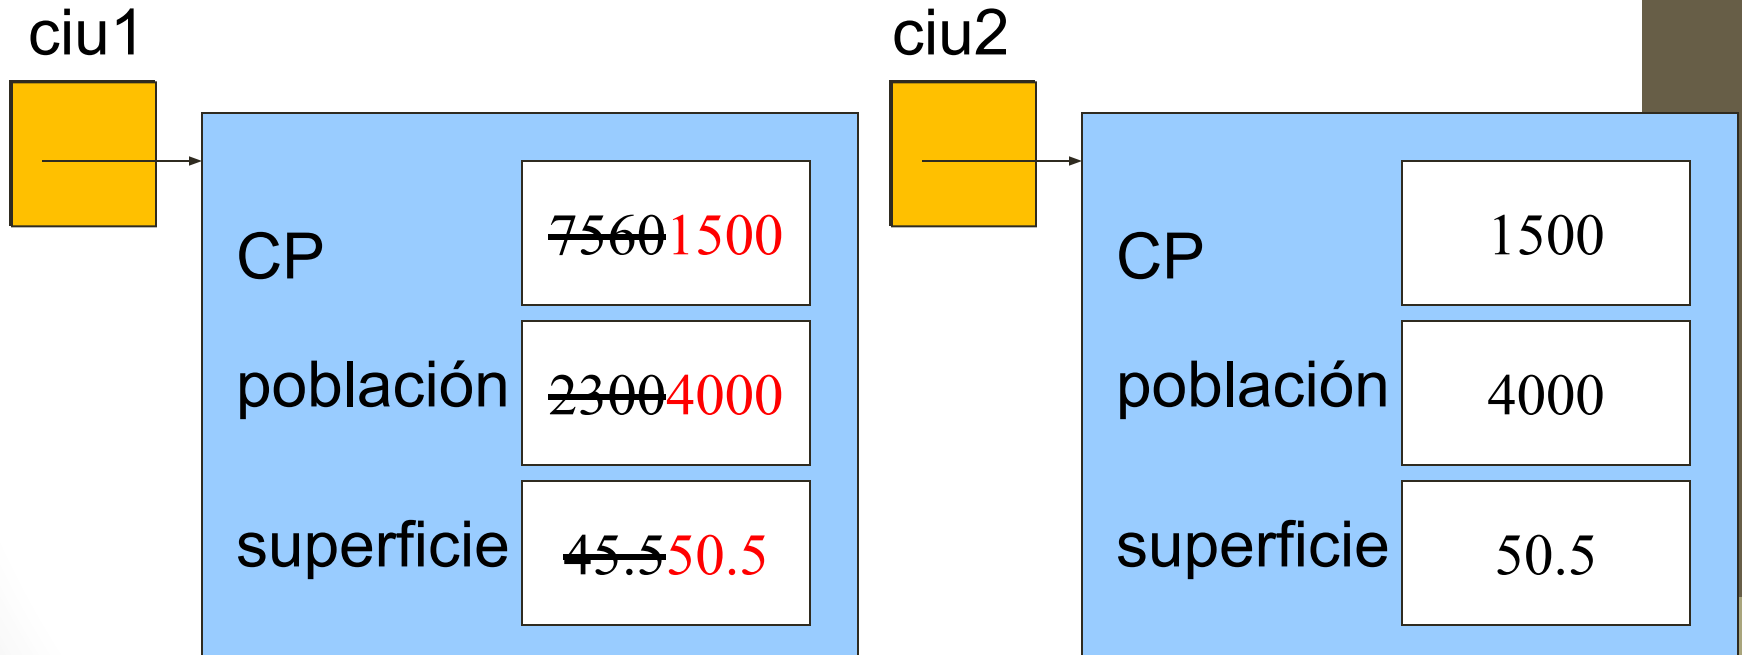 ciu1
CP
~~7560~~1500
población
~~2300~~4000
superficie
~~45.5~~50.5
ciu2
CP
1500
población
4000
superficie
50.5